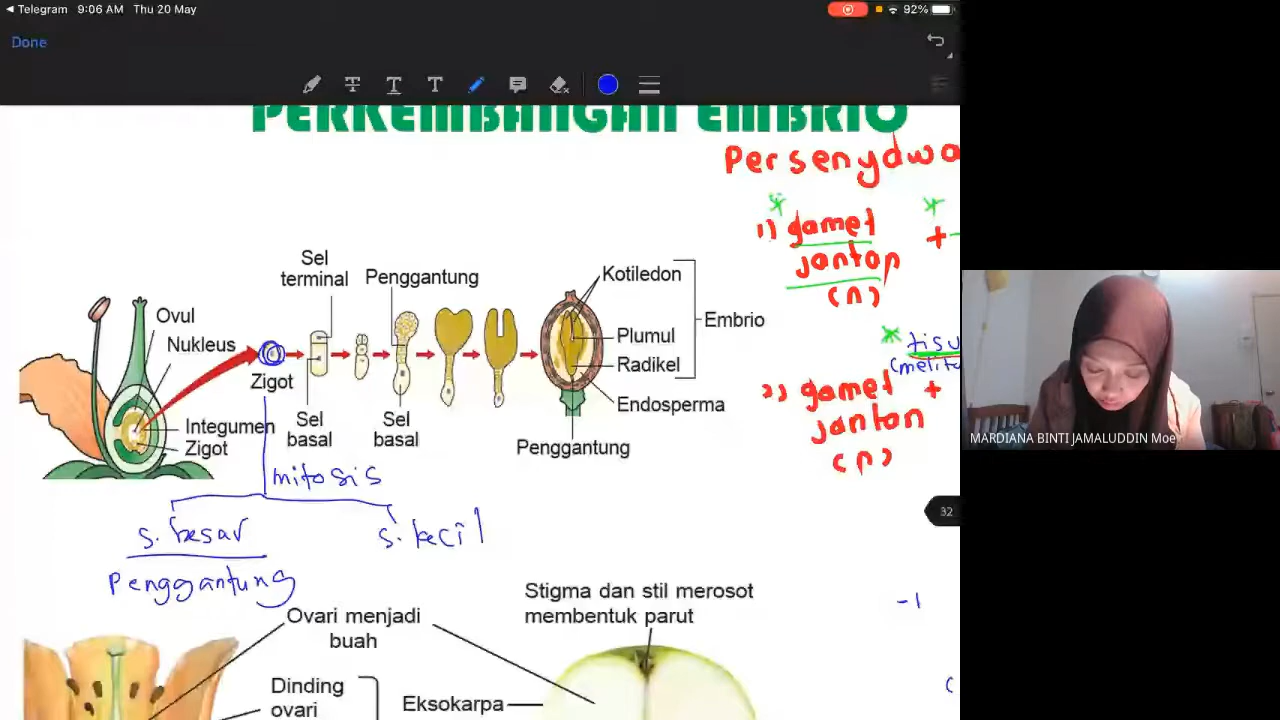 Telegram 9:06 AM Thu 20 May
92%
Done
T T T
PERKEMBANGAN EMBRIO
Persenydwa
1) gamet +
jantan
(n)
Sel
terminal
Penggantung
Kotiledon
Ovul
Nukleus
Plumul
Embrio
Radikel
Zigot
Endosperma
Integumen
Zigot
Sel
basal
Sel
basal
Penggantung
* tisu
2) gamet +
jantan
(n)
MARDIANA BINTI JAMALUDDIN Moe
32
mitosis
s. besar
s. kecil
Penggantung
Stigma dan stil merosot
membentuk parut
-1
Ovari menjadi
buah
Dinding
ovari
Eksokarpa